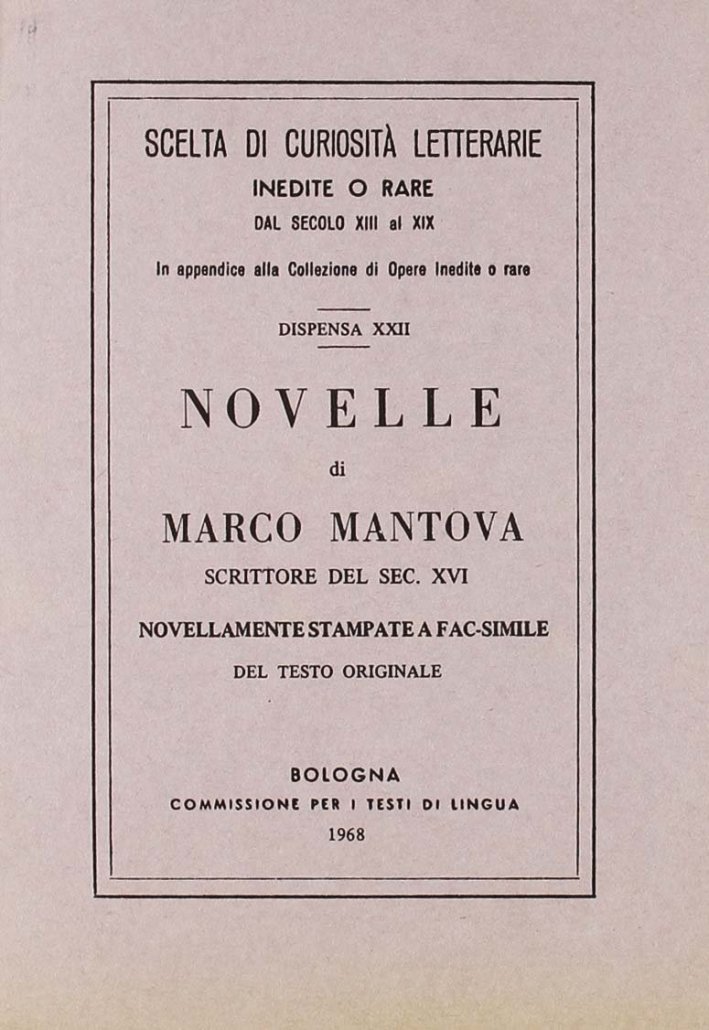 SCELTA DI CURIOSITÀ LETTERARIE
INEDITE O RARE
DAL SECOLO XIII al XIX
In appendice alla Collezione di Opere Inedite o rare
DISPENSA XXII
NOVELLE
di
MARCO MANTOVA
SCRITTORE DEL SEC. XVI
NOVELLAMENTE STAMPATE A FAC-SIMILE
DEL TESTO ORIGINALE
BOLOGNA
COMMISSIONE PER I TESTI DI LINGUA
1968